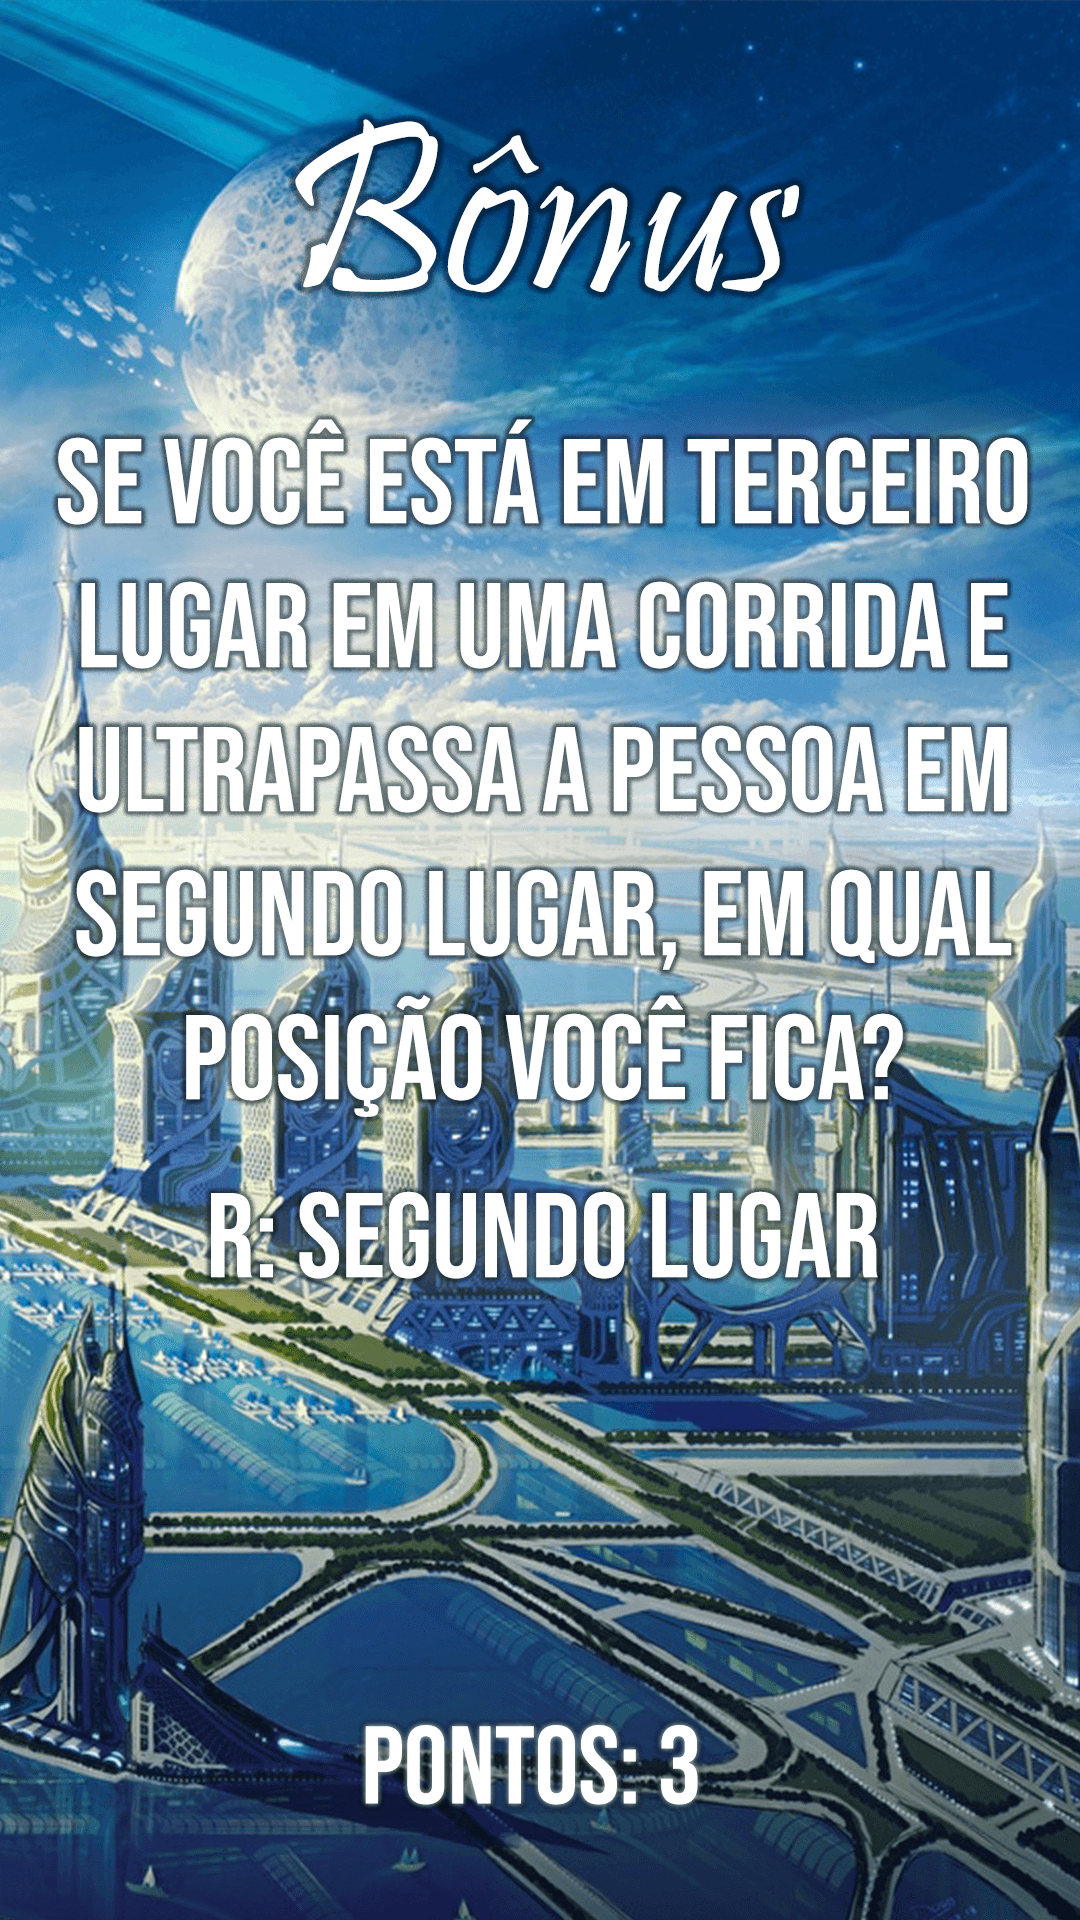 Bônus
SE VOCÊ ESTÁ EM TERCEIRO
LUGAR EM UMA CORRIDA E
ULTRAPASSA A PESSOA EM
SEGUNDO LUGAR, EM QUAL
POSIÇÃO VOCÊ FICA?
R: SEGUNDO LUGAR
PONTOS: 3